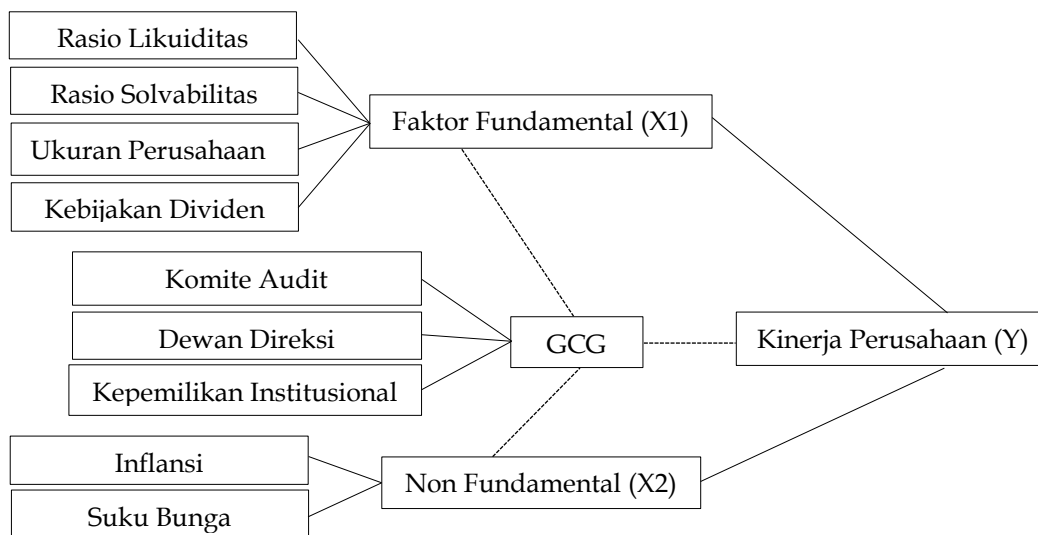 Rasio Likuiditas
Rasio Solvabilitas
Ukuran Perusahaan
Kebijakan Dividen
Faktor Fundamental (X1)
Komite Audit
Dewan Direksi
Kepemilikan Institusional
GCG
Kinerja Perusahaan (Y)
Inflansi
Suku Bunga
Non Fundamental (X2)